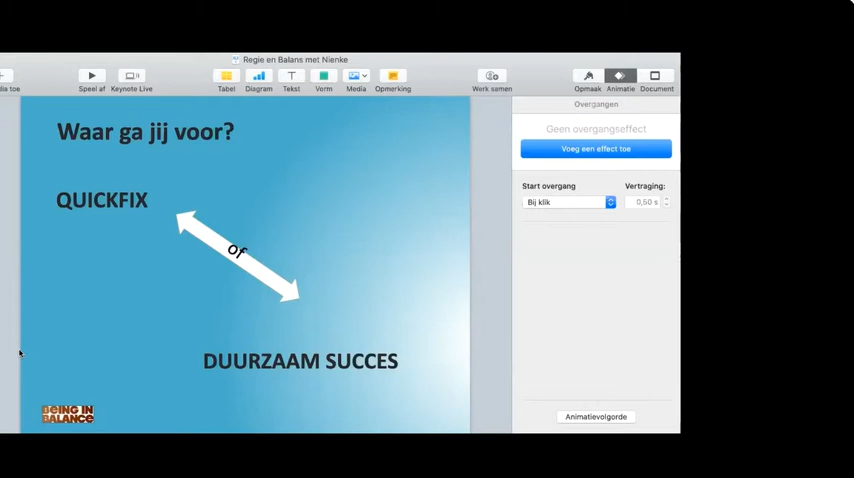 Regie en Balans met Nienke
dia toe
Speel af
Keynote Live
Tabel
Diagram
Tekst
Vorm
Media
Opmerking
Werk samen
Opmaak
Animatie
Document
Overgangen
Geen overgangseffect
Voeg een effect toe
Start overgang
Vertraging:
Bij klik
0,50 s
Waar ga jij voor?
QUICKFIX
of
DUURZAAM SUCCES
BEING IN
BALANCE
Animatievolgorde